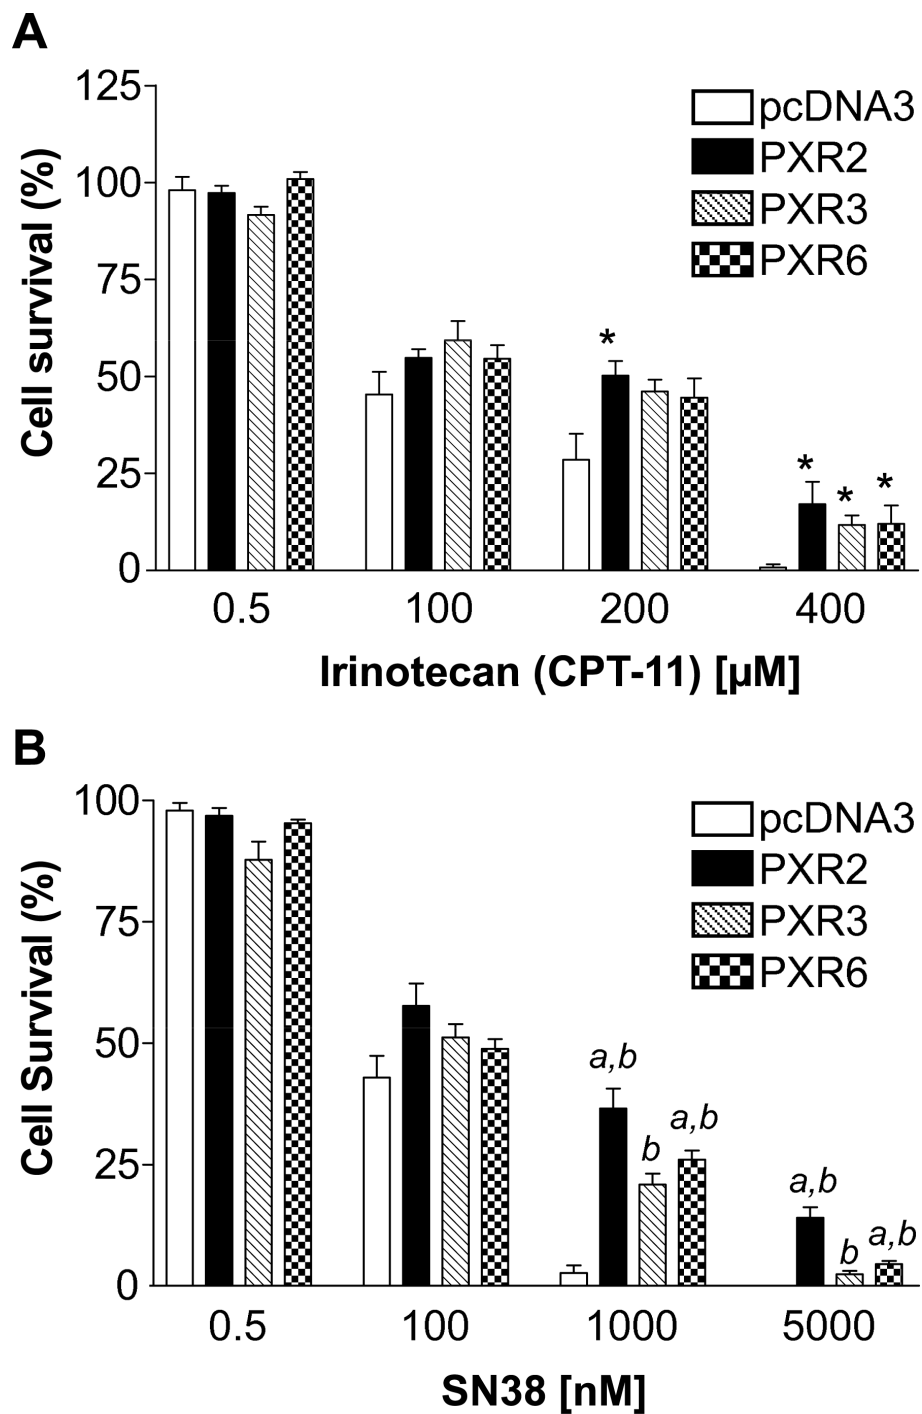 A
125
100
75
50
25
0
Cell survival (%)
pcDNA3
PXR2
PXR3
PXR6
*
* * *
0.5 100 200 400
Irinotecan (CPT-11) [µM]
B
100
75
50
25
0
Cell Survival (%)
pcDNA3
PXR2
PXR3
PXR6
a,b
b
a,b
a,b
b
a,b
0.5 100 1000 5000
SN38 [nM]